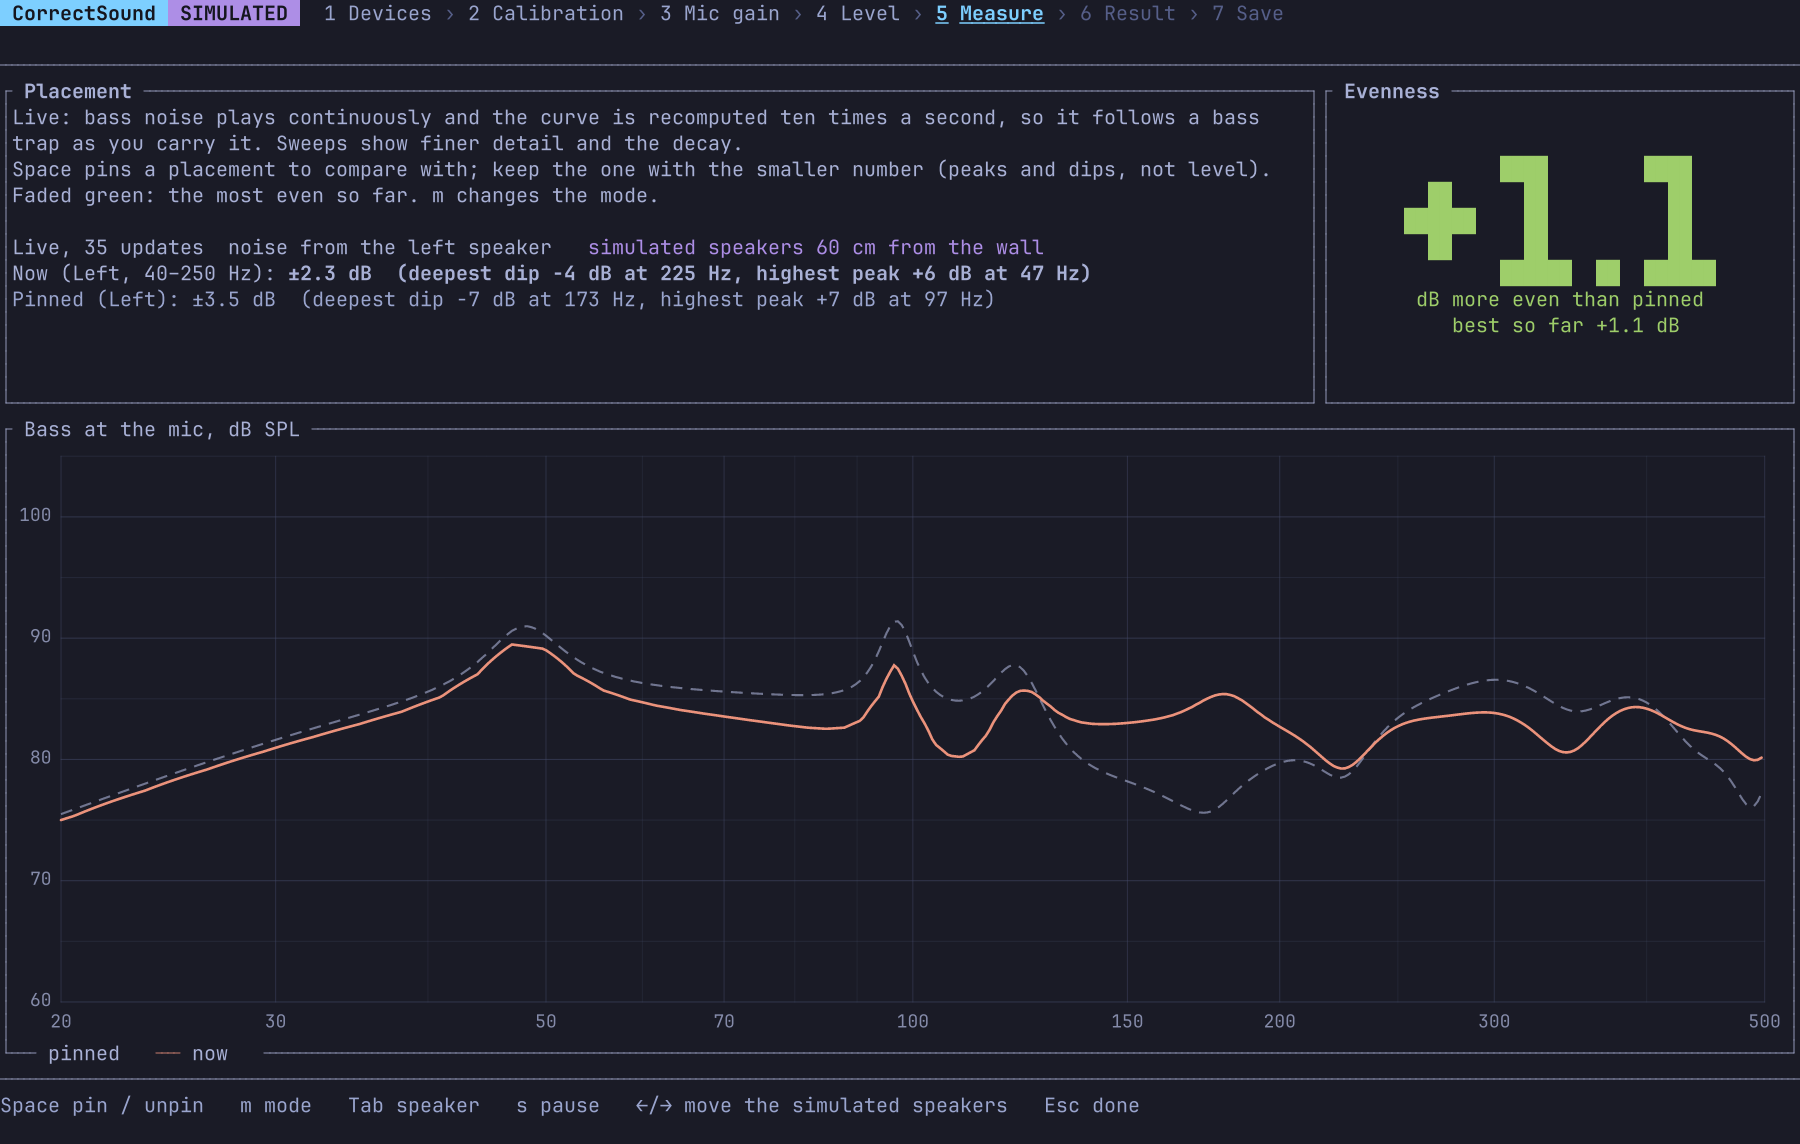 CorrectSound SIMULATED 1 Devices › 2 Calibration › 3 Mic gain › 4 Level › 5 Measure › 6 Result › 7 Save
Placement
Live: bass noise plays continuously and the curve is recomputed ten times a second, so it follows a bass
trap as you carry it. Sweeps show finer detail and the decay.
Space pins a placement to compare with; keep the one with the smaller number (peaks and dips, not level).
Faded green: the most even so far. m changes the mode.
Live, 35 updates noise from the left speaker simulated speakers 60 cm from the wall
Now (Left, 40–250 Hz): ±2.3 dB (deepest dip -4 dB at 225 Hz, highest peak +6 dB at 47 Hz)
Pinned (Left): ±3.5 dB (deepest dip -7 dB at 173 Hz, highest peak +7 dB at 97 Hz)
Evenness
+1.1
dB more even than pinned
best so far +1.1 dB
Bass at the mic, dB SPL
100
90
80
70
60
20 30 50 70 100 150 200 300 500
pinned now
Space pin / unpin m mode Tab speaker s pause ←/→ move the simulated speakers Esc done